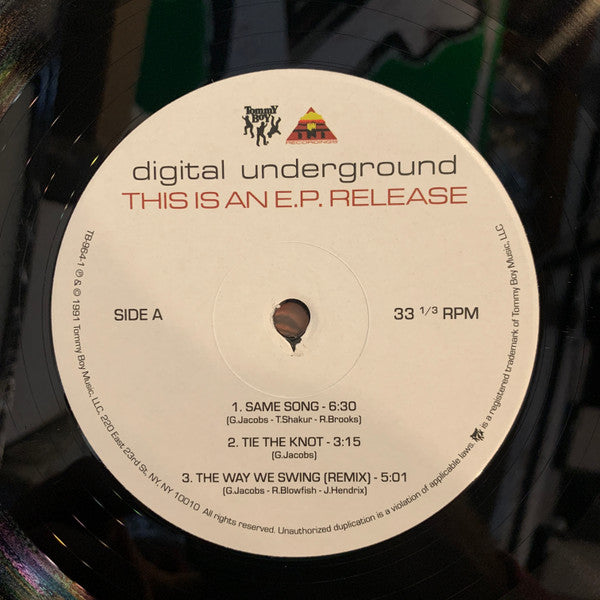 Tommy
Boy
TNT
RECORDINGS
digital underground
THIS IS AN E.P. RELEASE
SIDE A
33 1/3 RPM
1. SAME SONG - 6:30
(G.Jacobs - T.Shakur - R.Brooks)
2. TIE THE KNOT - 3:15
(G.Jacobs)
3. THE WAY WE SWING (REMIX) - 5:01
(G.Jacobs - R.Blowfish - J.Hendrix)
TB-964-1 ℗ & © 1991 Tommy Boy Music, LLC, 220 East 23rd St, NY, NY 10010 All rights reserved. Unauthorized duplication is a violation of applicable laws. is a registered trademark of Tommy Boy Music, LLC